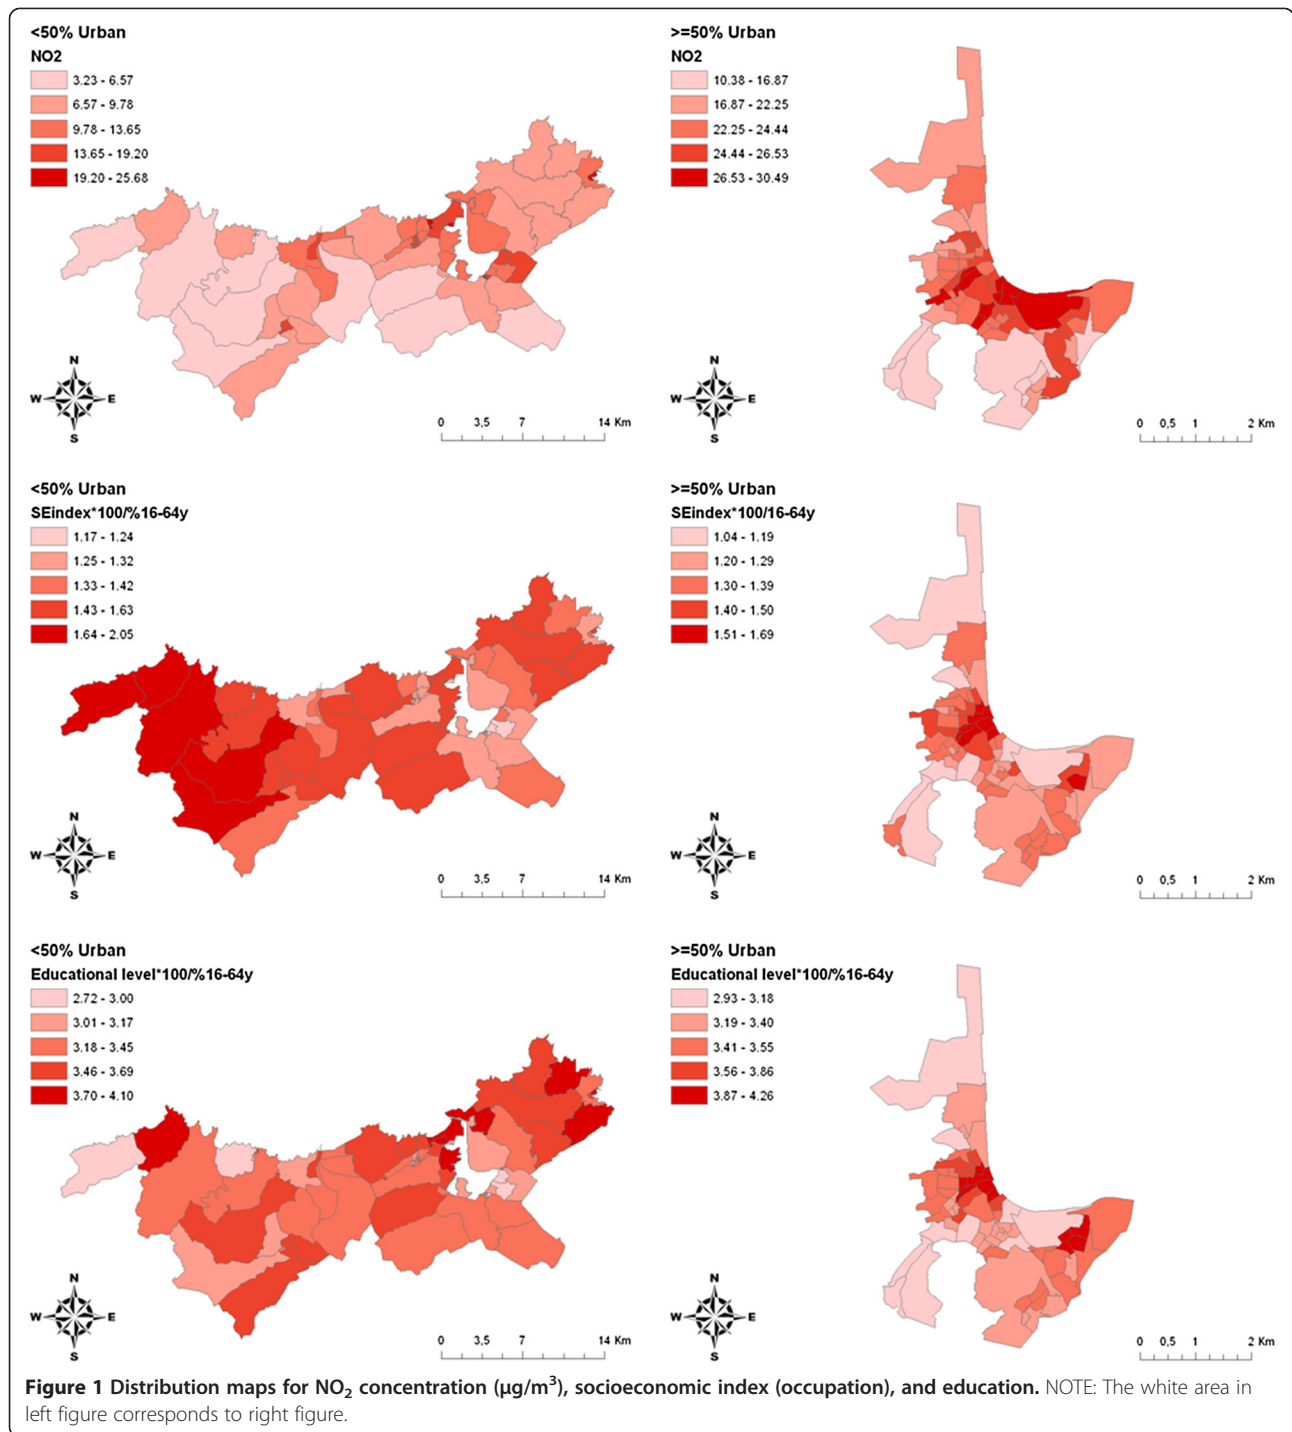 <50% Urban
NO2
3.23 - 6.57
6.57 - 9.78
9.78 - 13.65
13.65 - 19.20
19.20 - 25.68
N
W E
S
0 3,5 7 14 Km
>=50% Urban
NO2
10.38 - 16.87
16.87 - 22.25
22.25 - 24.44
24.44 - 26.53
26.53 - 30.49
N
W E
S
0 0,5 1 2 Km
<50% Urban
SEindex*100/%16-64y
1.17 - 1.24
1.25 - 1.32
1.33 - 1.42
1.43 - 1.63
1.64 - 2.05
N
W E
S
0 3,5 7 14 Km
>=50% Urban
SEindex*100/16-64y
1.04 - 1.19
1.20 - 1.29
1.30 - 1.39
1.40 - 1.50
1.51 - 1.69
N
W E
S
0 0,5 1 2 Km
<50% Urban
Educational level*100/%16-64y
2.72 - 3.00
3.01 - 3.17
3.18 - 3.45
3.46 - 3.69
3.70 - 4.10
N
W E
S
0 3,5 7 14 Km
>=50% Urban
Educational level*100/%16-64y
2.93 - 3.18
3.19 - 3.40
3.41 - 3.55
3.56 - 3.86
3.87 - 4.26
N
W E
S
0 0,5 1 2 Km
Figure 1 Distribution maps for NO₂ concentration (μg/m³), socioeconomic index (occupation), and education. NOTE: The white area in
left figure corresponds to right figure.